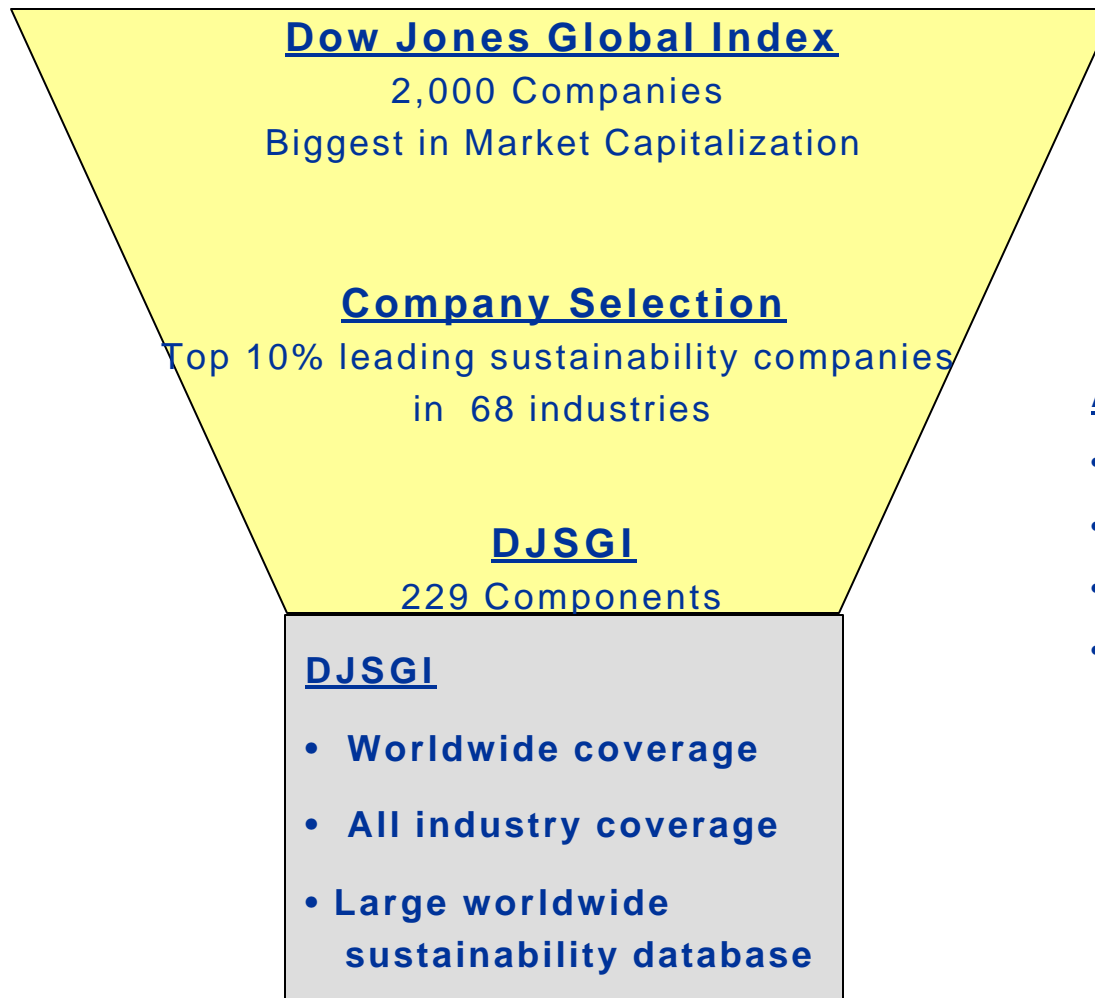 Dow Jones Global Index
2,000 Companies
Biggest in Market Capitalization
Company Selection
Top 10% leading sustainability companies
in 68 industries
DJSGI
229 Components
DJSGI
• Worldwide coverage
• All industry coverage
• Large worldwide
sustainability database